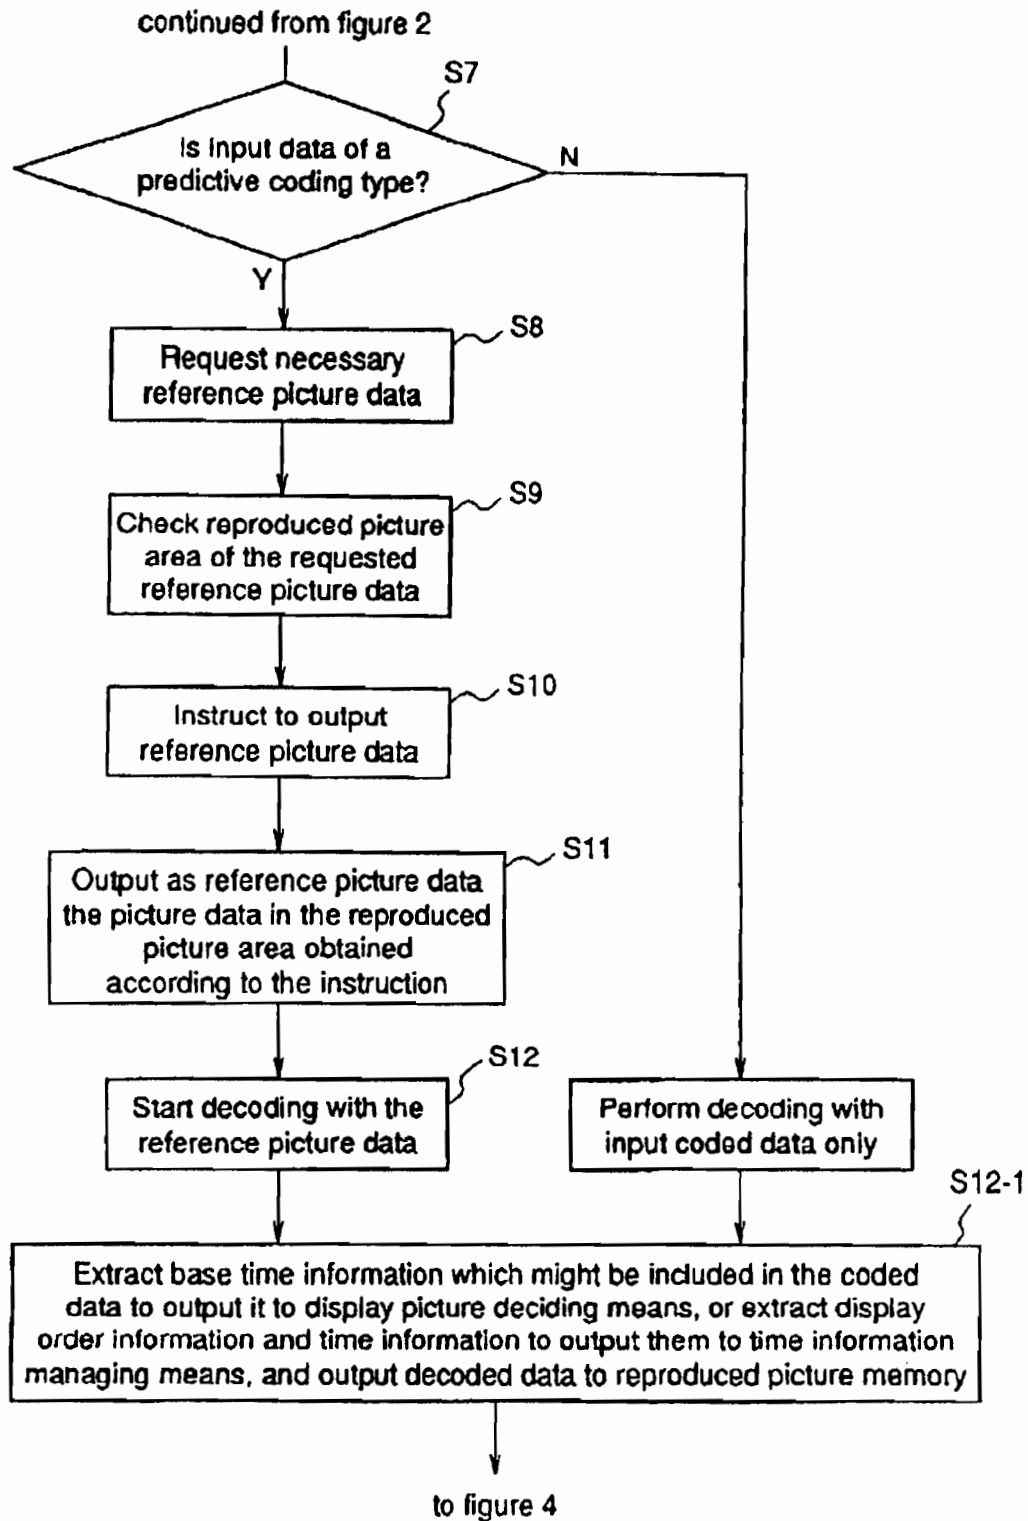 continued from figure 2
S7
Is input data of a
predictive coding type?
N
Y
S8
Request necessary
reference picture data
S9
Check reproduced picture
area of the requested
reference picture data
S10
Instruct to output
reference picture data
S11
Output as reference picture data
the picture data in the reproduced
picture area obtained
according to the instruction
S12
Start decoding with the
reference picture data
Perform decoding with
input coded data only
S12-1
Extract base time information which might be included in the coded
data to output it to display picture deciding means, or extract display
order information and time information to output them to time information
managing means, and output decoded data to reproduced picture memory
to figure 4